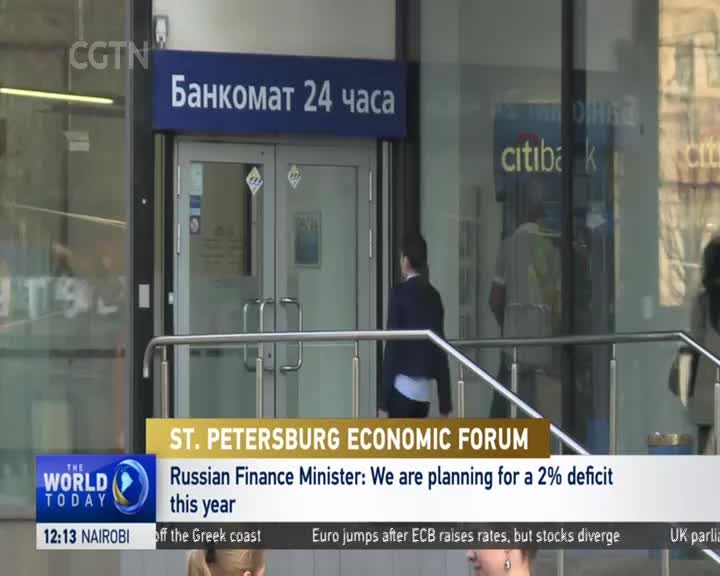 CGTN
Банкомат 24 часа
citibank
citi
ST. PETERSBURG ECONOMIC FORUM
Russian Finance Minister: We are planning for a 2% deficit
this year
THE
WORLD
TODAY
12:13 NAIROBI
off the Greek coast Euro jumps after ECB raises rates, but stocks diverge UK parli